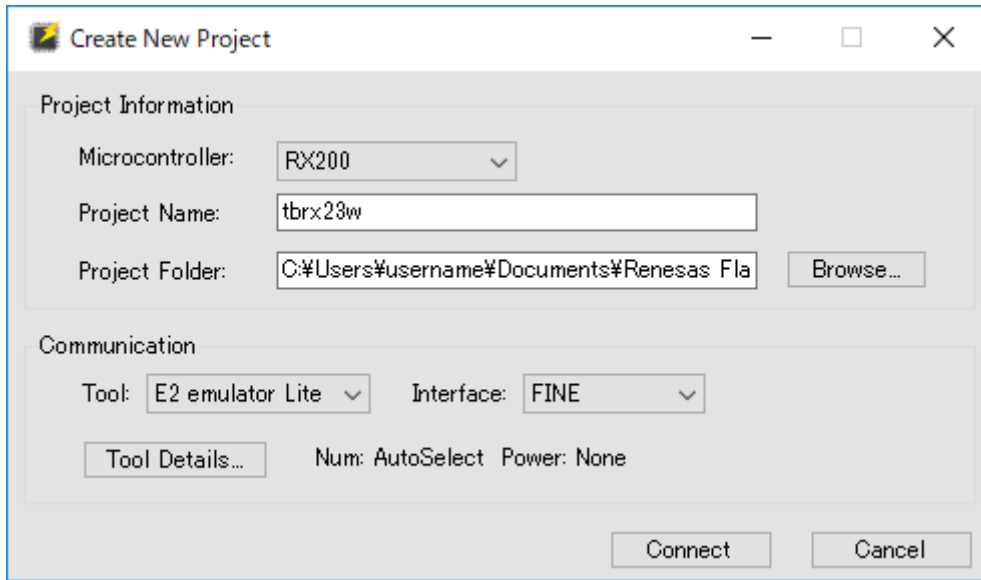 Create New Project
Project Information
Microcontroller: RX200
Project Name: tbrx23w
Project Folder: C:¥Users¥username¥Documents¥Renesas Fla Browse...
Communication
Tool: E2 emulator Lite Interface: FINE
Tool Details... Num: AutoSelect Power: None
Connect Cancel